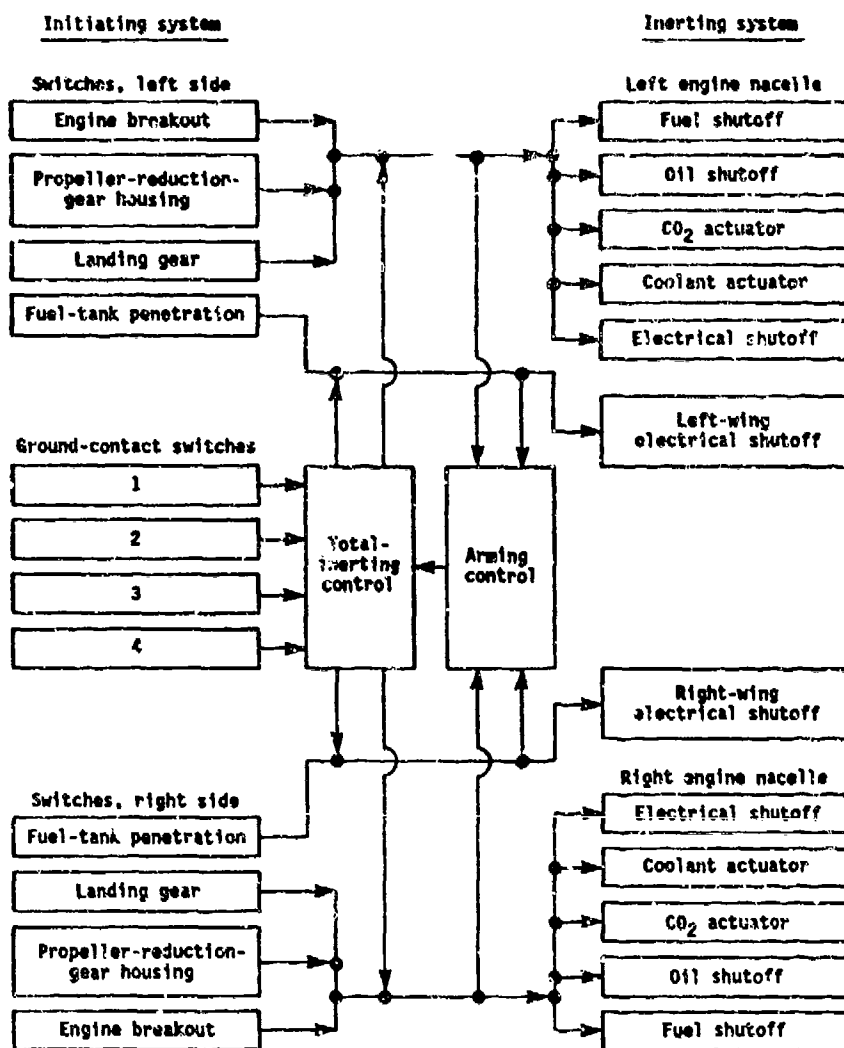 Initiating system
Inerting system
Switches, left side
Engine breakout
Propeller-reduction-
gear housing
Landing gear
Fuel-tank penetration
Left engine nacelle
Fuel shutoff
Oil shutoff
CO2 actuator
Coolant actuator
Electrical shutoff
Left-wing
electrical shutoff
Ground-contact switches
1
2
3
4
Total-
inerting
control
Arming
control
Right-wing
electrical shutoff
Switches, right side
Fuel-tank penetration
Landing gear
Propeller-reduction-
gear housing
Engine breakout
Right engine nacelle
Electrical shutoff
Coolant actuator
CO2 actuator
Oil shutoff
Fuel shutoff